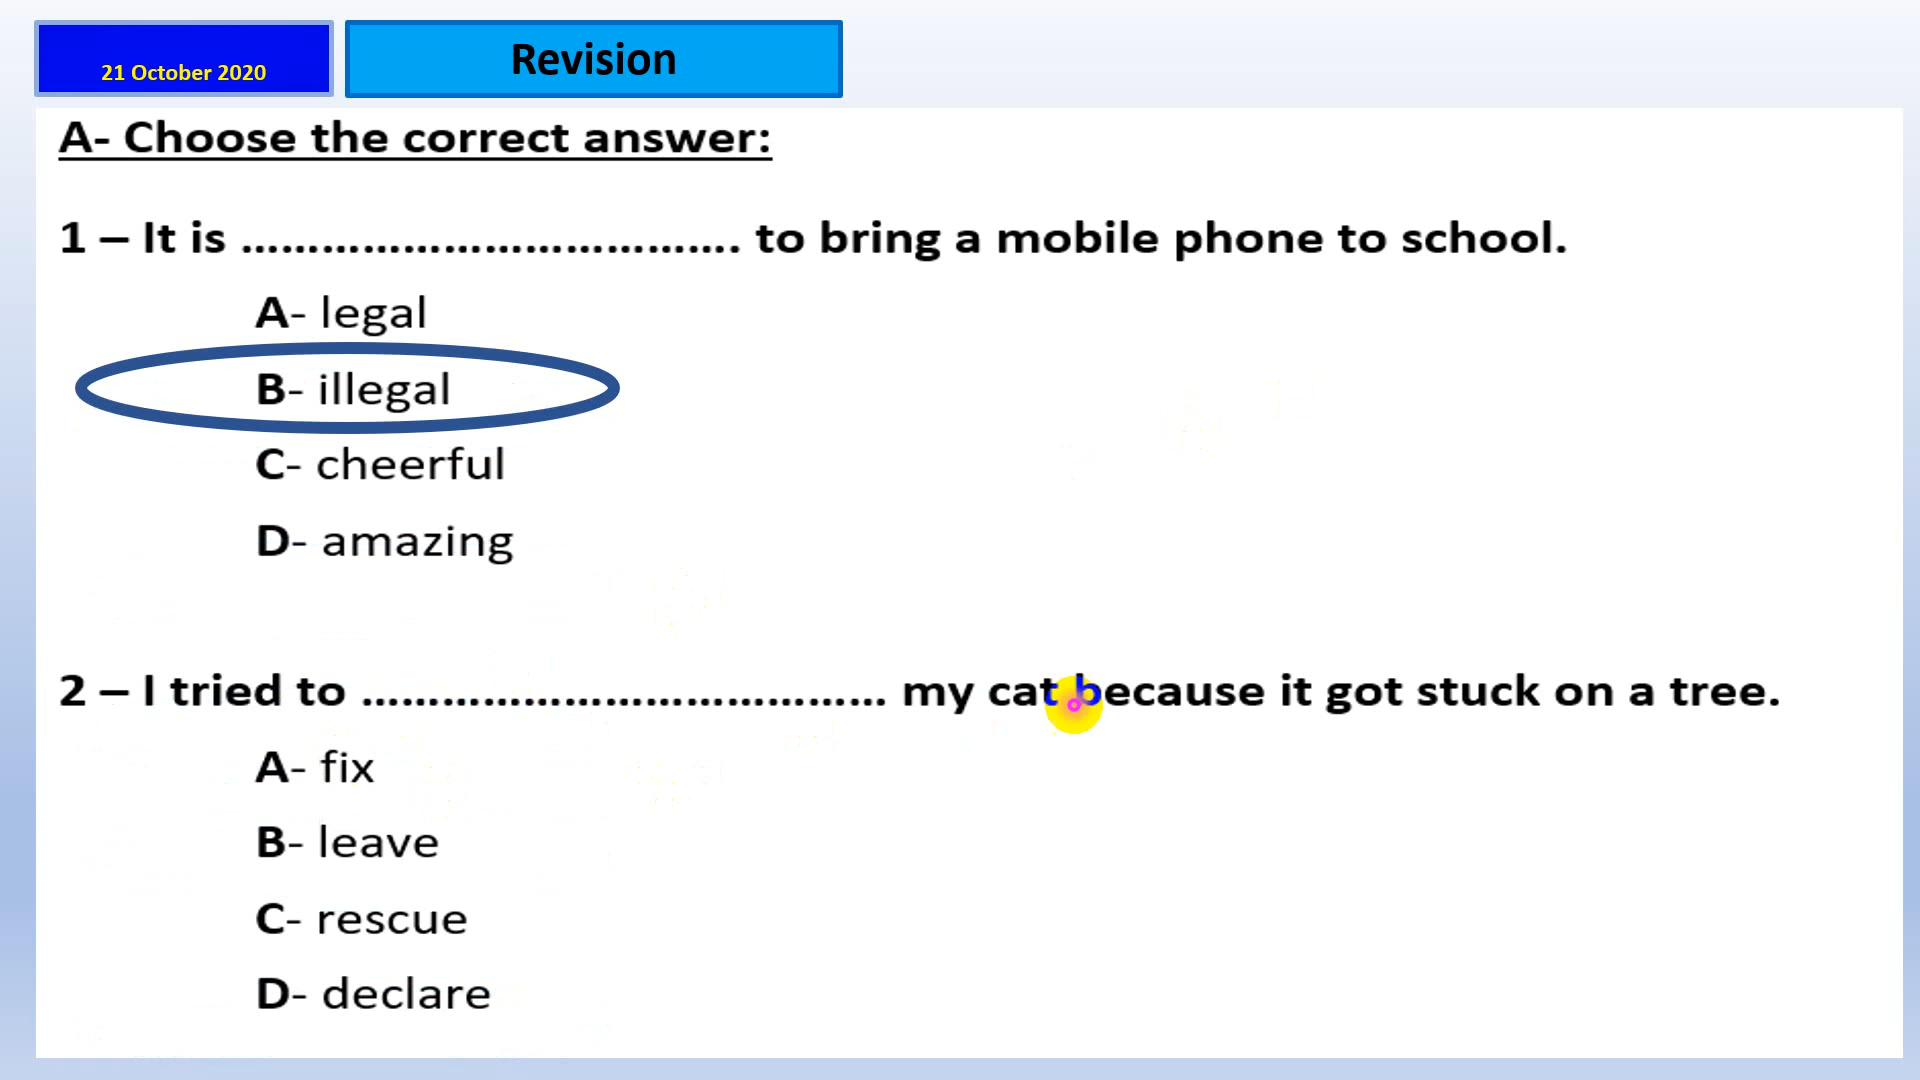 21 October 2020
Revision
A- Choose the correct answer:
1 – It is ………………………………. to bring a mobile phone to school.
A- legal
B- illegal
C- cheerful
D- amazing
2 – I tried to ………………………………… my cat because it got stuck on a tree.
A- fix
B- leave
C- rescue
D- declare